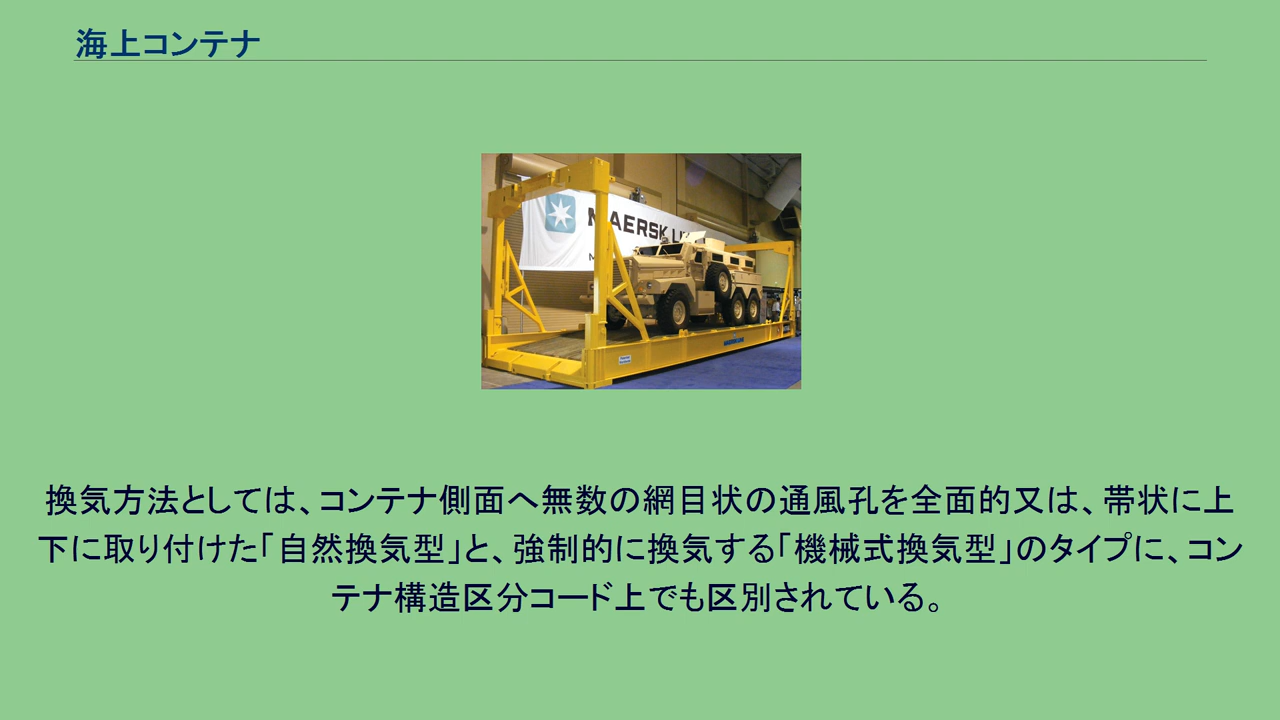 海上コンテナ
MAERSK LI
MAERSK LINE
換気方法としては、コンテナ側面へ無数の網目状の通風孔を全面的又は、帯状に上
下に取り付けた「自然換気型」と、強制的に換気する「機械式換気型」のタイプに、コン
テナ構造区分コード上でも区別されている。